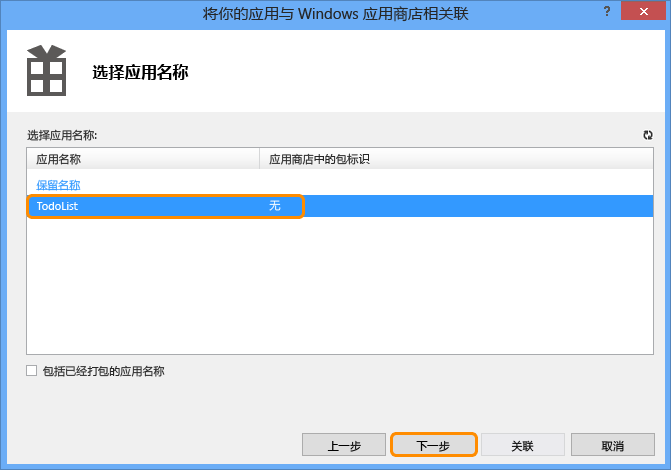 将你的应用与 Windows 应用商店相关联
?
选择应用名称
选择应用名称:
应用名称 应用商店中的包标识
保留名称
TodoList 无
包括已经打包的应用名称
上一步 下一步 关联 取消